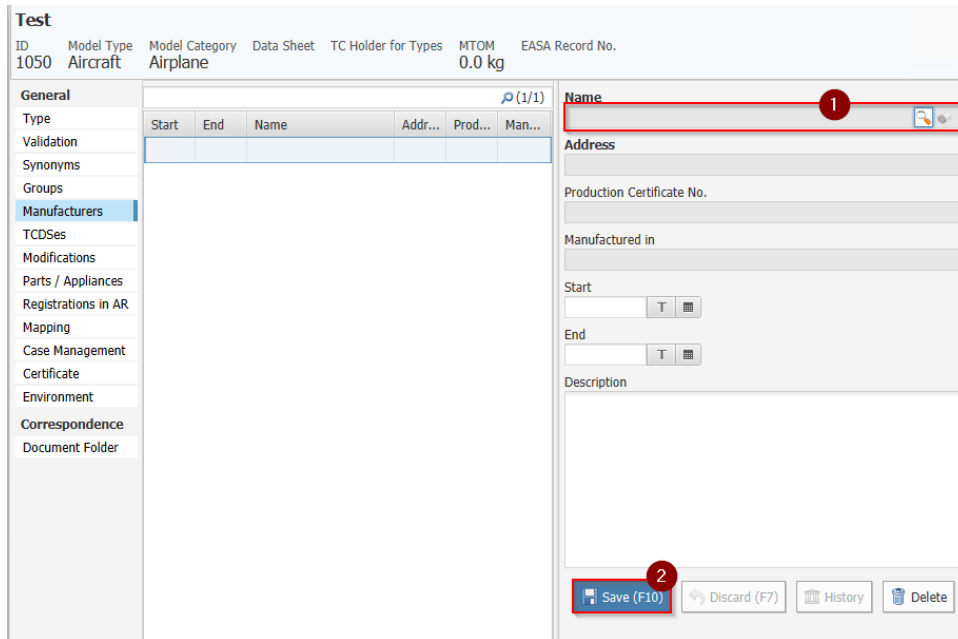 Test
ID Model Type Model Category Data Sheet TC Holder for Types MTOM EASA Record No.
1050 Aircraft Airplane 0.0 kg
General
Type
Validation
Synonyms
Groups
Manufacturers
TCDSes
Modifications
Parts / Appliances
Registrations in AR
Mapping
Case Management
Certificate
Environment
Correspondence
Document Folder
(1/1)
Start End Name Addr... Prod... Man...
Name
1
Address
Production Certificate No.
Manufactured in
Start
T
End
T
Description
2
Save (F10) Discard (F7) History Delete